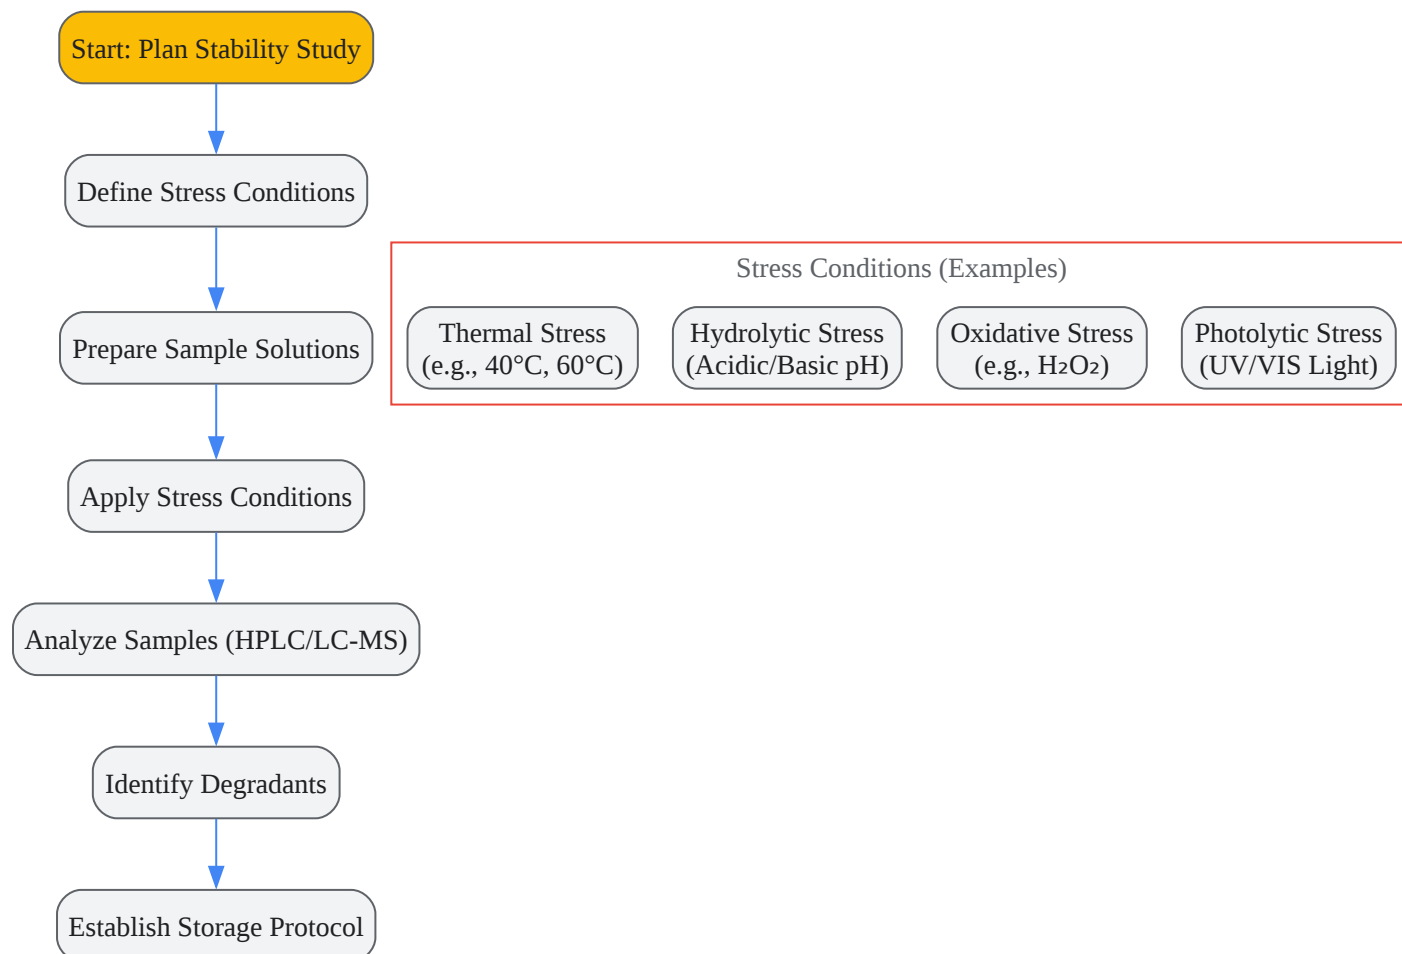 Start: Plan Stability Study
Define Stress Conditions
Prepare Sample Solutions
Stress Conditions (Examples)
Thermal Stress
(e.g., 40°C, 60°C)
Hydrolytic Stress
(Acidic/Basic pH)
Oxidative Stress
(e.g., H₂O₂)
Photolytic Stress
(UV/VIS Light)
Apply Stress Conditions
Analyze Samples (HPLC/LC-MS)
Identify Degradants
Establish Storage Protocol